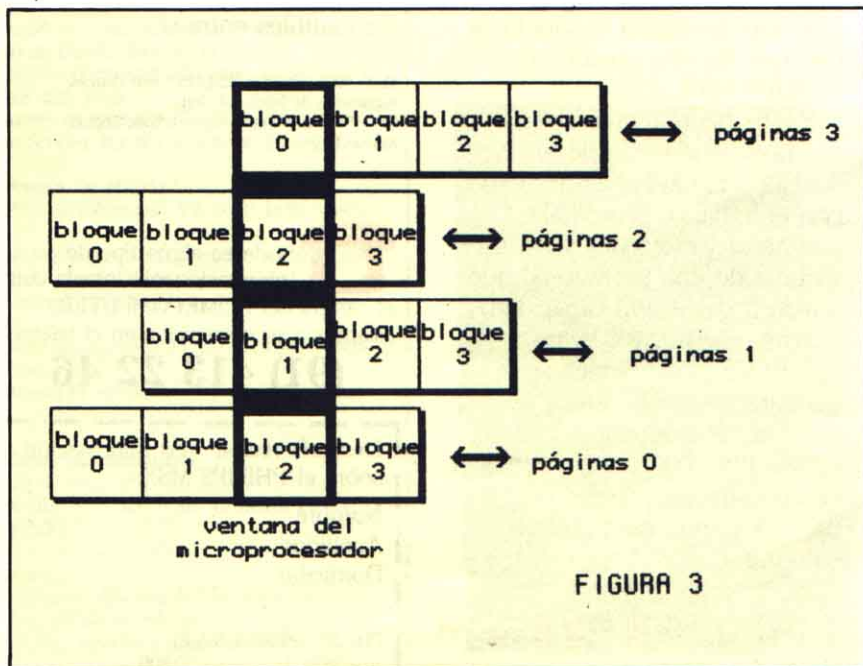 bloque bloque bloque bloque
0 1 2 3
páginas 3
bloque bloque bloque bloque
0 1 2 3
páginas 2
bloque bloque bloque bloque
0 1 2 3
páginas 1
bloque bloque bloque bloque
0 1 2 3
páginas 0
ventana del
microprocesador
FIGURA 3